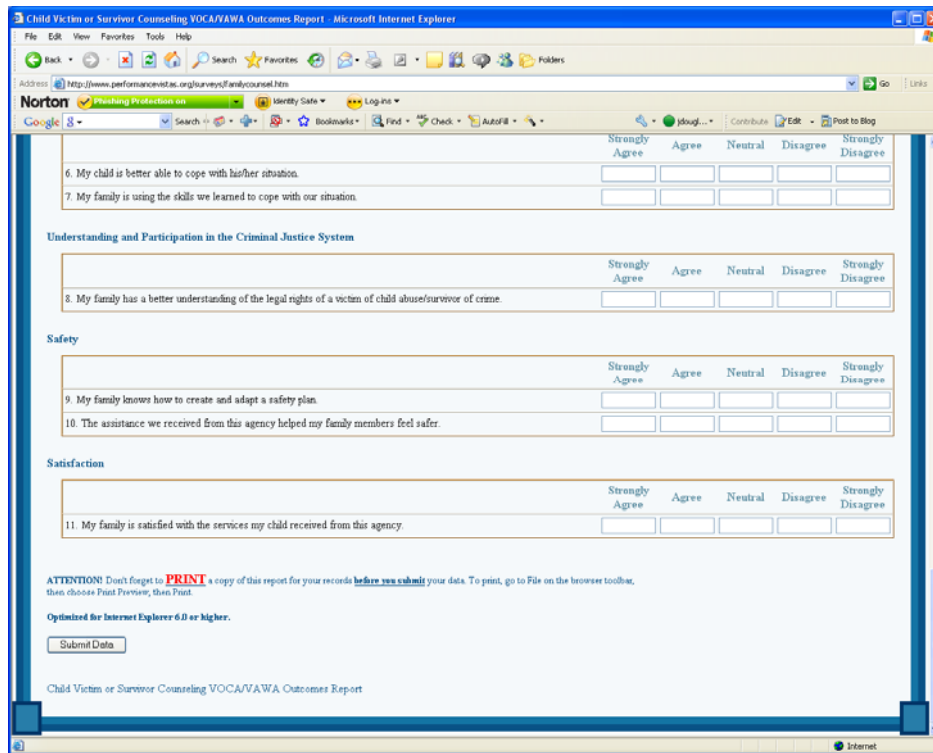 Child Victim or Survivor Counseling VOCA/VAWA Outcomes Report - Microsoft Internet Explorer
File Edit View Favorites Tools Help
Back Search Favorites Folders
Address http://www.performancevistas.org/surveys/familycounsel.htm Go Links
Norton Phishing Protection on Identity Safe Log-ins
Google Search Bookmarks Find Check AutoFill jdougl... Contribute Edit Post to Blog
Strongly Agree Agree Neutral Disagree Strongly Disagree
6. My child is better able to cope with his/her situation.
7. My family is using the skills we learned to cope with our situation.
Understanding and Participation in the Criminal Justice System
Strongly Agree Agree Neutral Disagree Strongly Disagree
8. My family has a better understanding of the legal rights of a victim of child abuse/survivor of crime.
Safety
Strongly Agree Agree Neutral Disagree Strongly Disagree
9. My family knows how to create and adapt a safety plan.
10. The assistance we received from this agency helped my family members feel safer.
Satisfaction
Strongly Agree Agree Neutral Disagree Strongly Disagree
11. My family is satisfied with the services my child received from this agency.
ATTENTION! Don't forget to PRINT a copy of this report for your records before you submit your data. To print, go to File on the browser toolbar,
then choose Print Preview, then Print.
Optimized for Internet Explorer 6.0 or higher.
Submit Data
Child Victim or Survivor Counseling VOCA/VAWA Outcomes Report
Internet